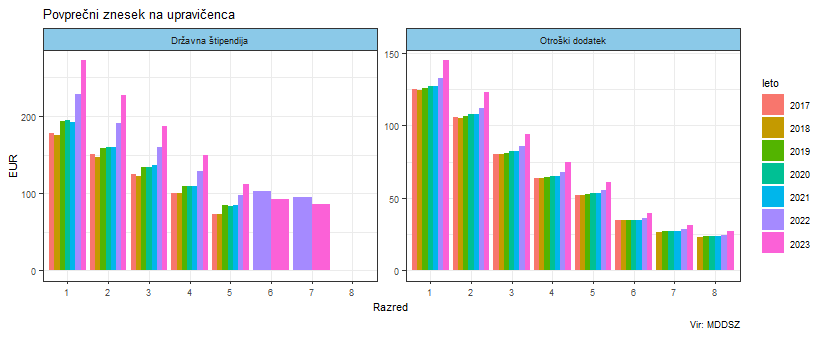 Povprečni znesek na upravičenca
Državna štipendija
Otroški dodatek
EUR
0
100
200
0
50
100
150
1 2 3 4 5 6 7 8
1 2 3 4 5 6 7 8
Razred
leto
2017
2018
2019
2020
2021
2022
2023
Vir: MDDSZ